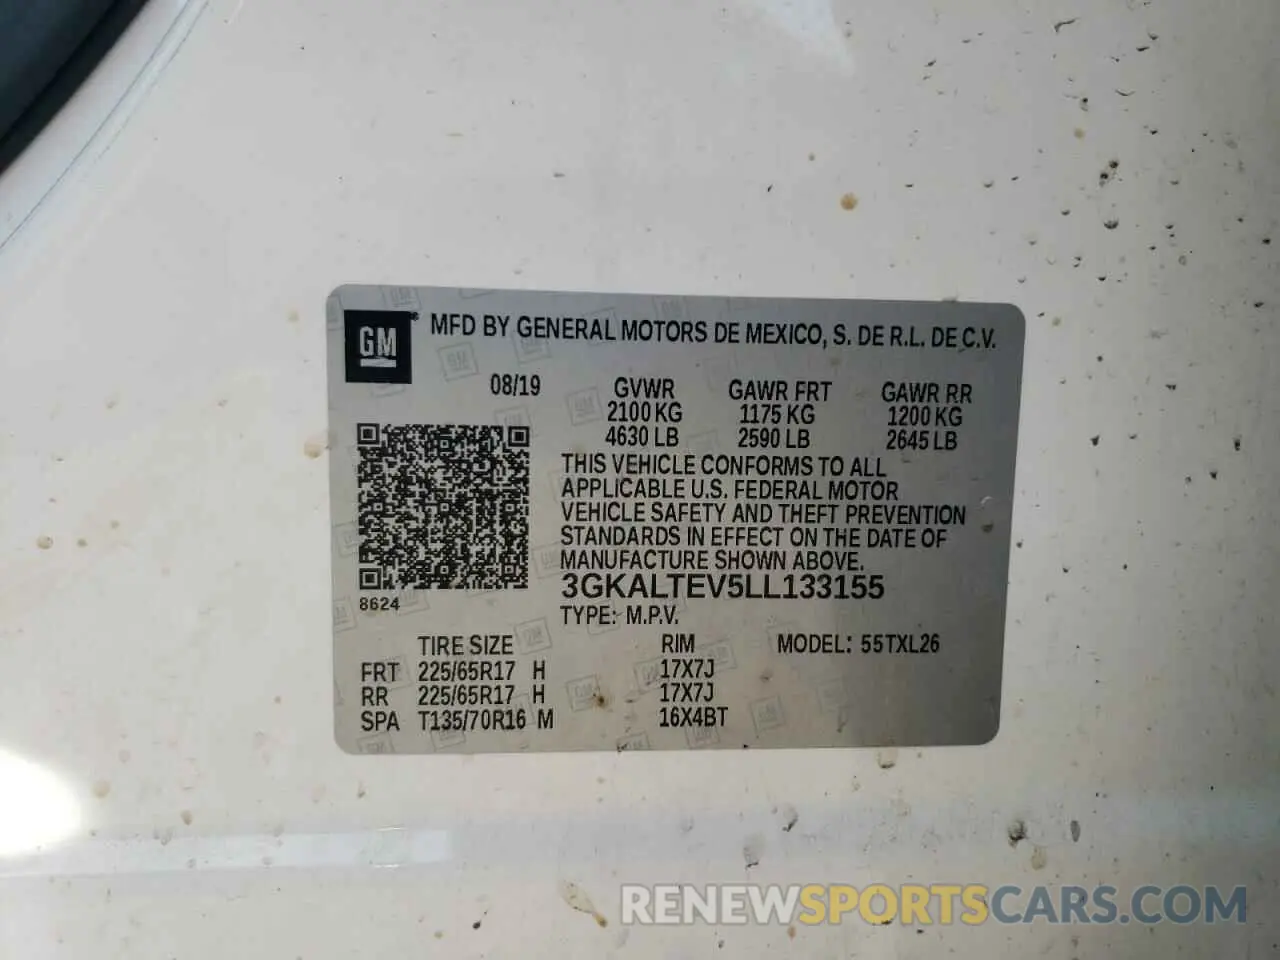 GM® MFD BY GENERAL MOTORS DE MEXICO, S. DE R.L. DE C.V.
08/19 GVWR GAWR FRT GAWR RR
2100 KG 1175 KG 1200 KG
4630 LB 2590 LB 2645 LB
THIS VEHICLE CONFORMS TO ALL
APPLICABLE U.S. FEDERAL MOTOR
VEHICLE SAFETY AND THEFT PREVENTION
STANDARDS IN EFFECT ON THE DATE OF
MANUFACTURE SHOWN ABOVE.
3GKALTEV5LL133155
8624
TYPE: M.P.V.
TIRE SIZE RIM MODEL: 55TXL26
FRT 225/65R17 H 17X7J
RR 225/65R17 H 17X7J
SPA T135/70R16 M 16X4BT
RENEWSPORTSCARS.COM